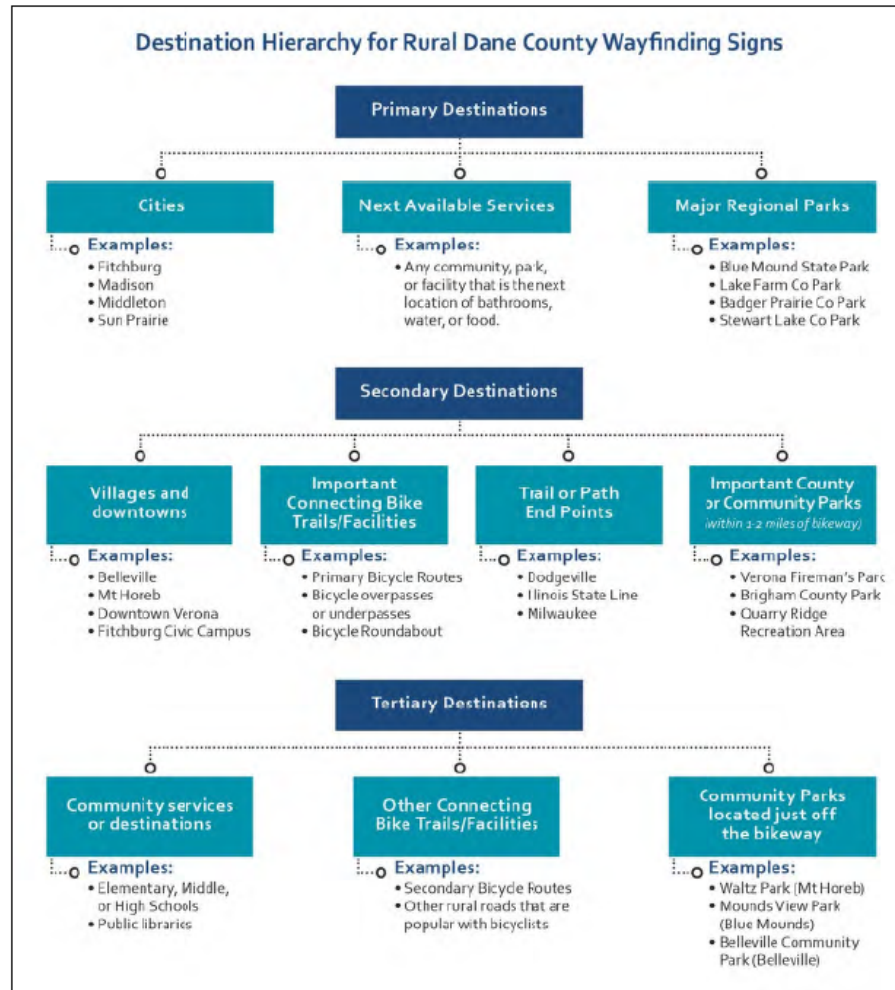 Destination Hierarchy for Rural Dane County Wayfinding Signs
Primary Destinations
Cities
Examples:
• Fitchburg
• Madison
• Middleton
• Sun Prairie
Next Available Services
Examples:
• Any community, park,
or facility that is the next
location of bathrooms,
water, or food.
Major Regional Parks
Examples:
• Blue Mound State Park
• Lake Farm Co Park
• Badger Prairie Co Park
• Stewart Lake Co Park
Secondary Destinations
Villages and
downtowns
Examples:
• Belleville
• Mt Horeb
• Downtown Verona
• Fitchburg Civic Campus
Important
Connecting Bike
Trails/Facilities
Examples:
• Primary Bicycle Routes
• Bicycle overpasses
or underpasses
• Bicycle Roundabout
Trail or Path
End Points
Examples:
• Dodgeville
• Illinois State Line
• Milwaukee
Important County
or Community Parks
(within 1-2 miles of bikeway)
Examples:
• Verona Fireman's Park
• Brigham County Park
• Quarry Ridge
Recreation Area
Tertiary Destinations
Community services
or destinations
Examples:
• Elementary, Middle,
or High Schools
• Public libraries
Other Connecting
Bike Trails/Facilities
Examples:
• Secondary Bicycle Routes
• Other rural roads that are
popular with bicyclists
Community Parks
located just off
the bikeway
Examples:
• Waltz Park (Mt Horeb)
• Mounds View Park
(Blue Mounds)
• Belleville Community
Park (Belleville)